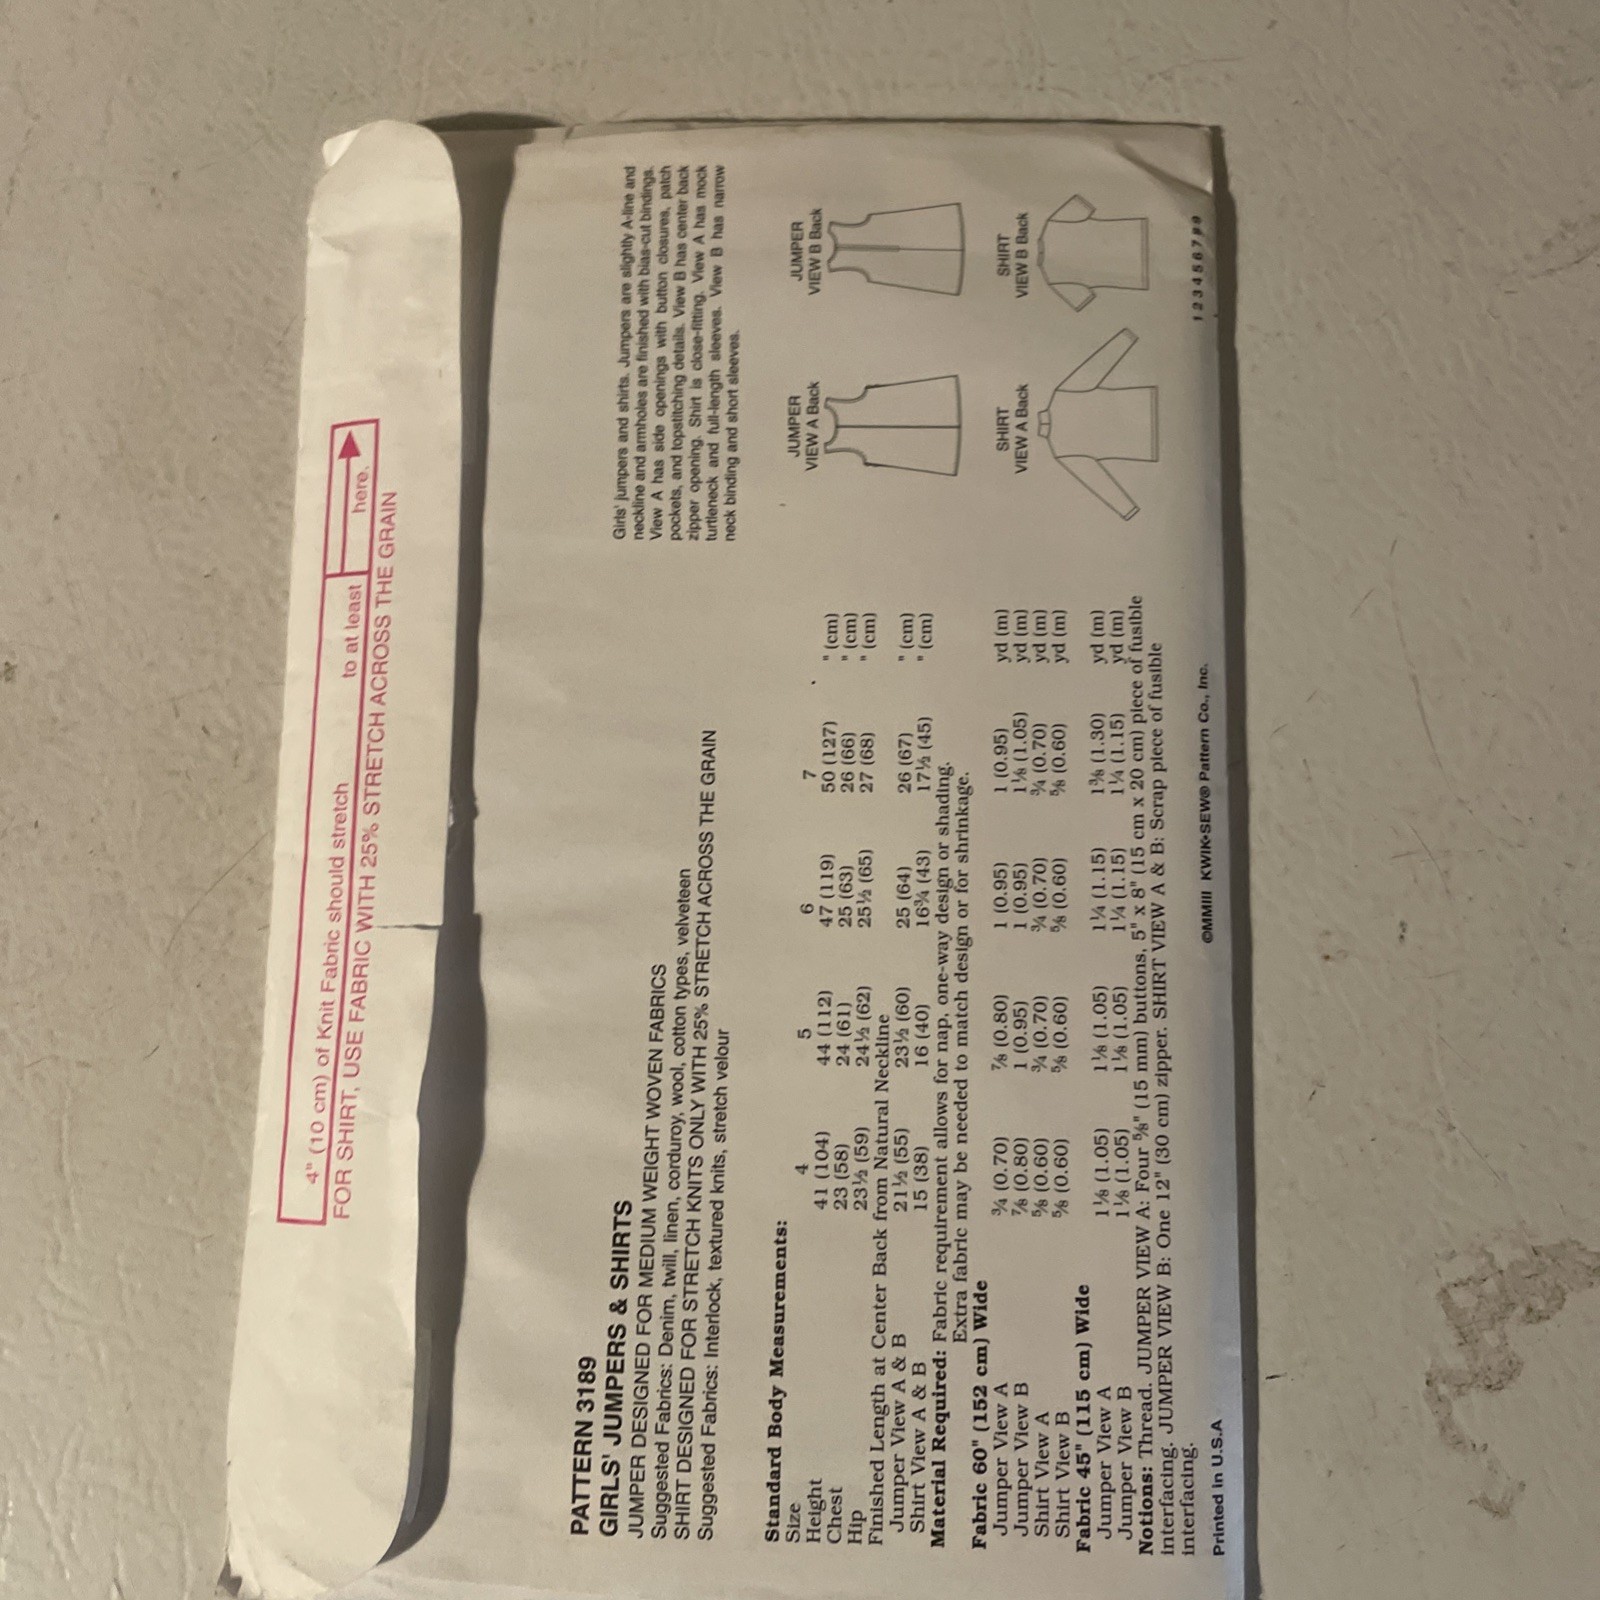 4" (10 cm) of Knit Fabric should stretch to at least here.
FOR SHIRT, USE FABRIC WITH 25% STRETCH ACROSS THE GRAIN
PATTERN 3189
GIRLS' JUMPERS & SHIRTS
JUMPER DESIGNED FOR MEDIUM WEIGHT WOVEN FABRICS
Suggested Fabrics: Denim, twill, linen, corduroy, wool, cotton types, velveteen
SHIRT DESIGNED FOR STRETCH KNITS ONLY WITH 25% STRETCH ACROSS THE GRAIN
Suggested Fabrics: Interlock, textured knits, stretch velour
Girls' jumpers and shirts. Jumpers are slightly A-line and
neckline and armholes are finished with bias-cut bindings.
View A has side openings with button closures, patch
pockets, and topstitching details. View B has center back
zipper opening. Shirt is close-fitting. View A has mock
turtleneck and full-length sleeves. View B has narrow
neck binding and short sleeves.
Standard Body Measurements:
Size 4 5 6 7
Height 41 (104) 44 (112) 47 (119) 50 (127) " (cm)
Chest 23 (58) 24 (61) 25 (63) 26 (66) " (cm)
Hip 23½ (59) 24½ (62) 25½ (65) 27 (68) " (cm)
Finished Length at Center Back from Natural Neckline
Jumper View A & B 21½ (55) 23½ (60) 25 (64) 26 (67) " (cm)
Shirt View A & B 15 (38) 16 (40) 16¾ (43) 17½ (45) " (cm)
Material Required: Fabric requirement allows for nap, one-way design or shading.
Extra fabric may be needed to match design or for shrinkage.
Fabric 60" (152 cm) Wide
Jumper View A ¾ (0.70) ⅞ (0.80) 1 (0.95) 1 (0.95) yd (m)
Jumper View B ⅞ (0.80) 1 (0.95) 1 (0.95) 1⅛ (1.05) yd (m)
Shirt View A ⅝ (0.60) ¾ (0.70) ¾ (0.70) ¾ (0.70) yd (m)
Shirt View B ⅝ (0.60) ⅝ (0.60) ⅝ (0.60) ⅝ (0.60) yd (m)
Fabric 45" (115 cm) Wide
Jumper View A 1⅛ (1.05) 1⅛ (1.05) 1¼ (1.15) 1⅜ (1.30) yd (m)
Jumper View B 1⅛ (1.05) 1⅛ (1.05) 1¼ (1.15) 1¼ (1.15) yd (m)
Notions: Thread. JUMPER VIEW A: Four ⅝" (15 mm) buttons, 5" x 8" (15 cm x 20 cm) piece of fusible
interfacing. JUMPER VIEW B: One 12" (30 cm) zipper. SHIRT VIEW A & B: Scrap piece of fusible
interfacing.
JUMPER
VIEW A Back
JUMPER
VIEW B Back
SHIRT
VIEW A Back
SHIRT
VIEW B Back
Printed in U.S.A
©MMIII KWIK•SEW® Pattern Co., Inc.
1 2 3 4 5 6 7 9 9